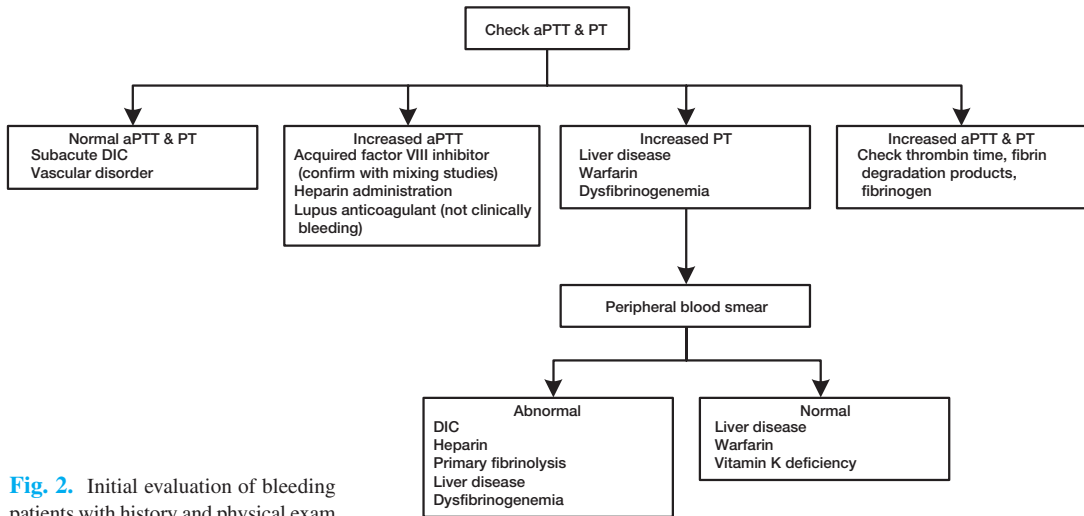 Check aPTT & PT
Normal aPTT & PT
Subacute DIC
Vascular disorder
Increased aPTT
Acquired factor VIII inhibitor
(confirm with mixing studies)
Heparin administration
Lupus anticoagulant (not clinically
bleeding)
Increased PT
Liver disease
Warfarin
Dysfibrinogenemia
Increased aPTT & PT
Check thrombin time, fibrin
degradation products,
fibrinogen
Peripheral blood smear
Abnormal
DIC
Heparin
Primary fibrinolysis
Liver disease
Dysfibrinogenemia
Normal
Liver disease
Warfarin
Vitamin K deficiency
Fig. 2. Initial evaluation of bleeding
patients with history and physical exam